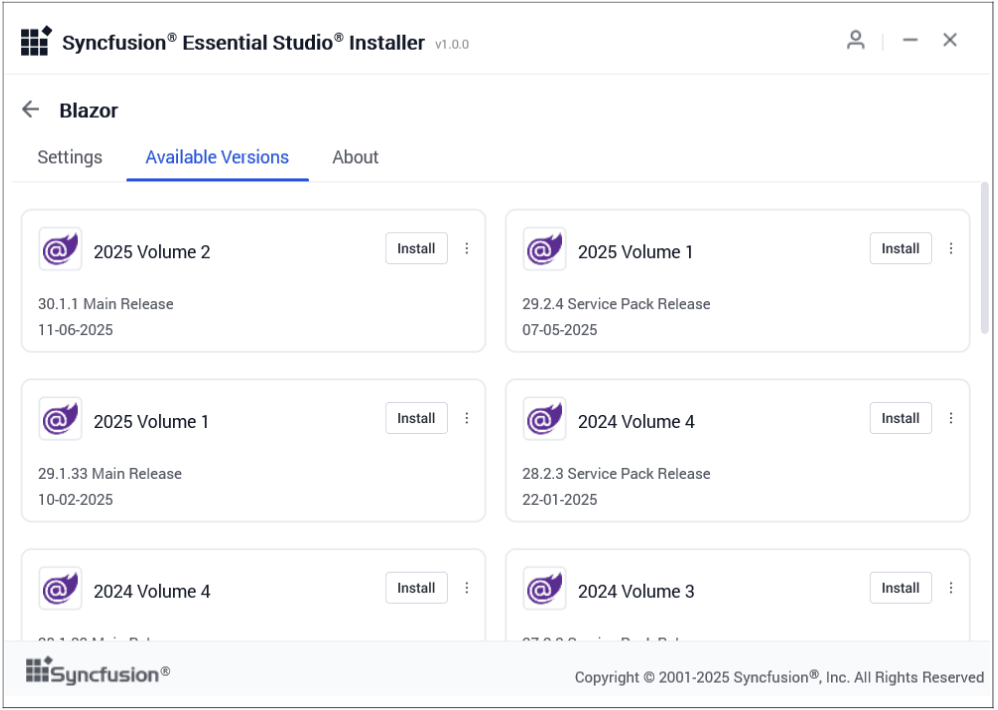 Syncfusion® Essential Studio® Installer v1.0.0
Blazor
Settings Available Versions About
2025 Volume 2 Install
30.1.1 Main Release
11-06-2025
2025 Volume 1 Install
29.2.4 Service Pack Release
07-05-2025
2025 Volume 1 Install
29.1.33 Main Release
10-02-2025
2024 Volume 4 Install
28.2.3 Service Pack Release
22-01-2025
2024 Volume 4 Install
2024 Volume 3 Install
Syncfusion®
Copyright © 2001-2025 Syncfusion®, Inc. All Rights Reserved